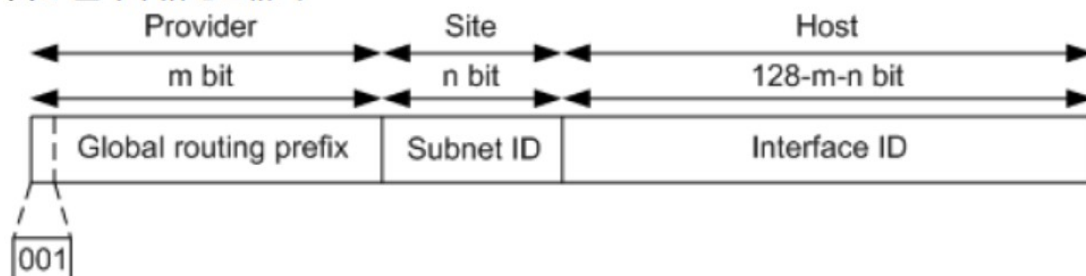 Provider Site Host
m bit n bit 128-m-n bit
Global routing prefix Subnet ID Interface ID
001